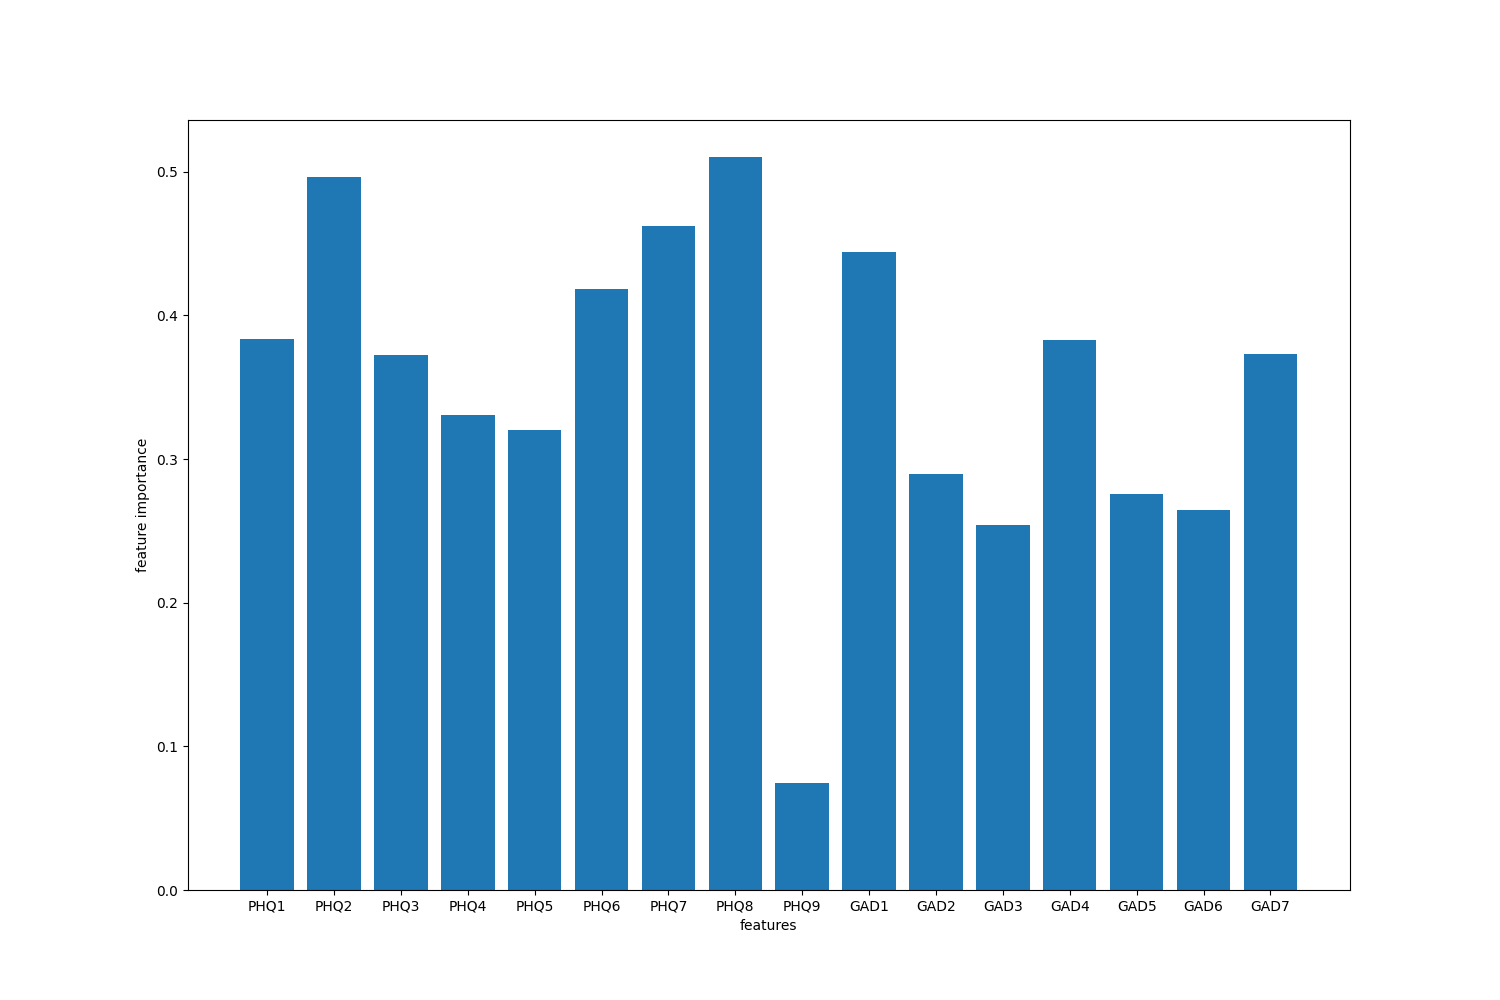 0.5
0.4
0.3
0.2
0.1
0.0
feature importance
PHQ1 PHQ2 PHQ3 PHQ4 PHQ5 PHQ6 PHQ7 PHQ8 PHQ9 GAD1 GAD2 GAD3 GAD4 GAD5 GAD6 GAD7
features